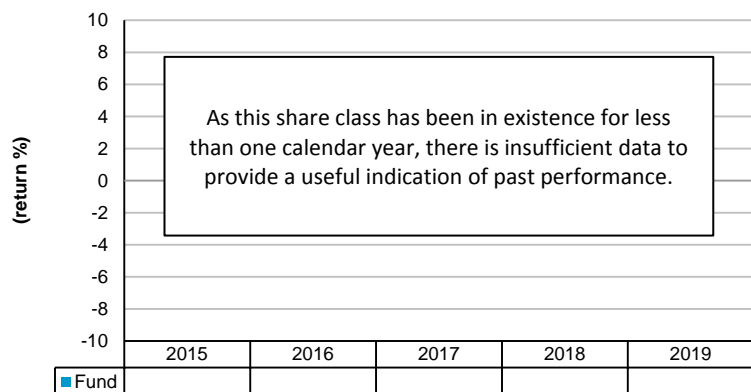 10
8
6
4
2
0
-2
-4
-6
-8
-10
(return %)
As this share class has been in existence for less
than one calendar year, there is insufficient data to
provide a useful indication of past performance.
2015 2016 2017 2018 2019
Fund